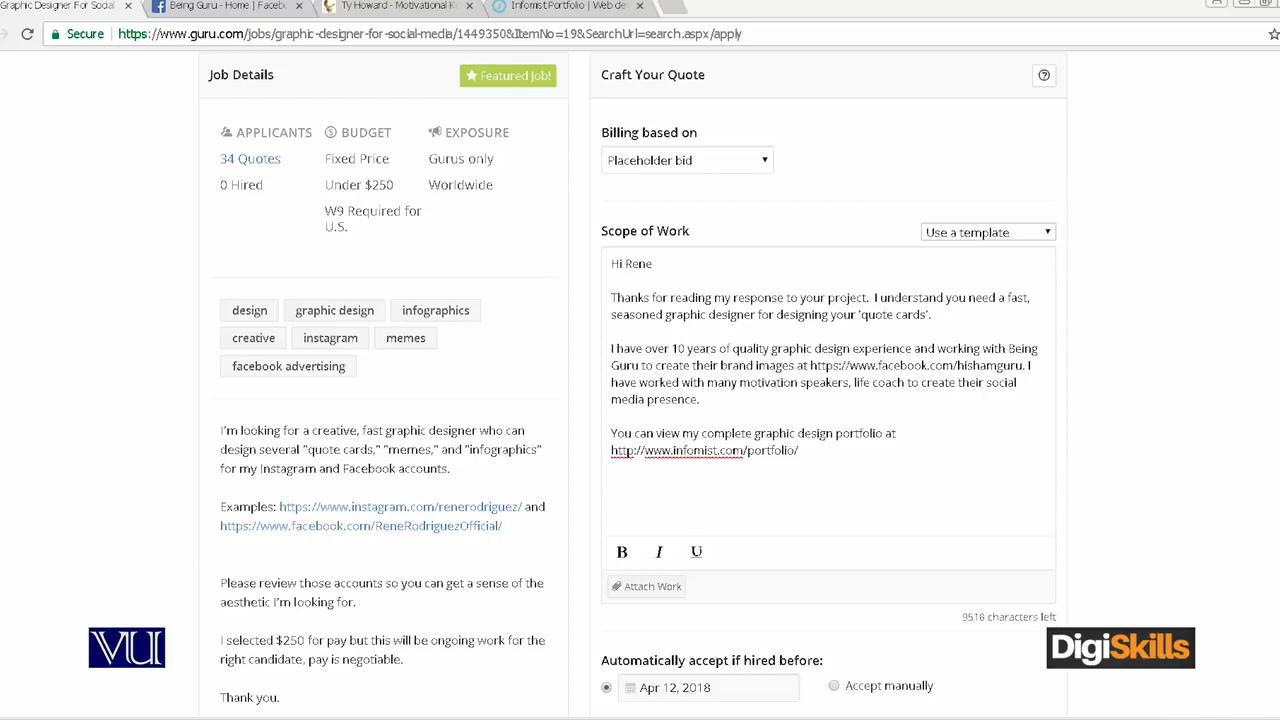 Graphic Designer For Social
Being Guru - Home | Faceb
Ty Howard - Motivational K
Infomist Portfolio | Web de
Secure
https://www.guru.com/jobs/graphic-designer-for-social-media/1449350&ItemNo=19&SearchUrl=search.aspx/apply
Job Details
Featured Job!
APPLICANTS BUDGET EXPOSURE
34 Quotes Fixed Price Gurus only
0 Hired Under $250 Worldwide
W9 Required for
U.S.
design graphic design infographics
creative instagram memes
facebook advertising
I'm looking for a creative, fast graphic designer who can
design several "quote cards," "memes," and "infographics"
for my Instagram and Facebook accounts.
Examples: https://www.instagram.com/renerodriguez/ and
https://www.facebook.com/ReneRodriguezOfficial/
Please review those accounts so you can get a sense of the
aesthetic I'm looking for.
I selected $250 for pay but this will be ongoing work for the
right candidate, pay is negotiable.
Thank you.
Craft Your Quote
Billing based on
Placeholder bid
Scope of Work
Use a template
Hi Rene
Thanks for reading my response to your project. I understand you need a fast,
seasoned graphic designer for designing your 'quote cards'.
I have over 10 years of quality graphic design experience and working with Being
Guru to create their brand images at https://www.facebook.com/hishamguru. I
have worked with many motivation speakers, life coach to create their social
media presence.
You can view my complete graphic design portfolio at
http://www.infomist.com/portfolio/
B I U
Attach Work
9518 characters left
Automatically accept if hired before:
Apr 12, 2018
Accept manually
VU
DigiSkills